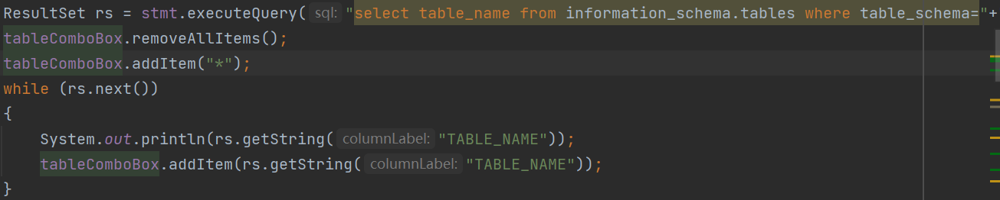 ResultSet rs = stmt.executeQuery( sql: "select table_name from information_schema.tables where table_schema="+
tableComboBox.removeAllItems();
tableComboBox.addItem("*");
while (rs.next())
{
System.out.println(rs.getString( columnLabel: "TABLE_NAME"));
tableComboBox.addItem(rs.getString( columnLabel: "TABLE_NAME"));
}